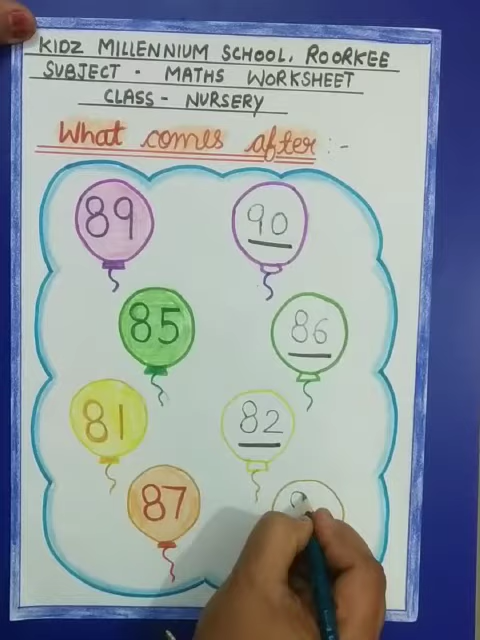 KIDZ MILLENNIUM SCHOOL, ROORKEE
SUBJECT - MATHS WORKSHEET
CLASS - NURSERY
What comes after :-
89 90
85 86
81 82
87